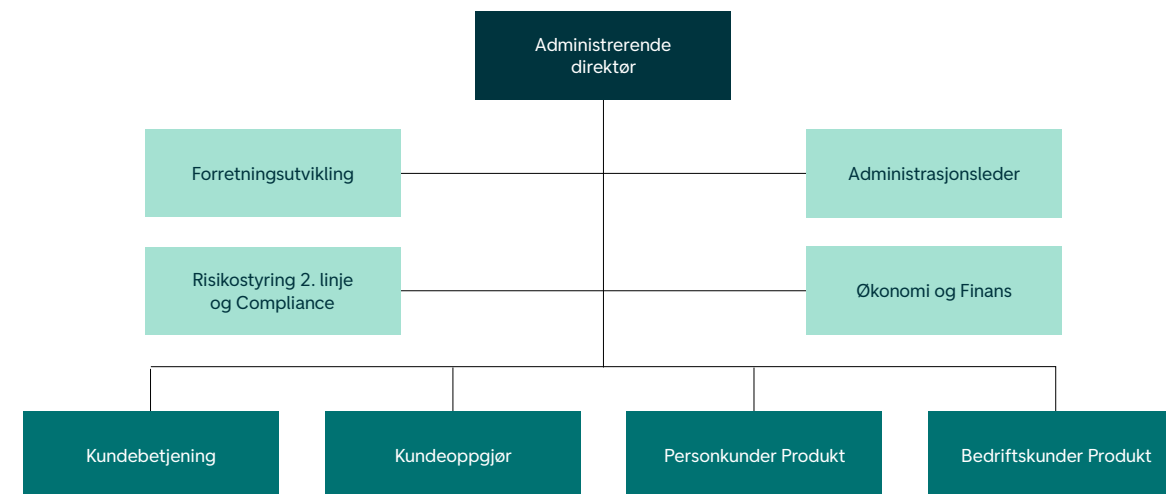 Administrerende
direktør
Forretningsutvikling
Administrasjonsleder
Risikostyring 2. linje
og Compliance
Økonomi og Finans
Kundebetjening
Kundeoppgjør
Personkunder Produkt
Bedriftskunder Produkt